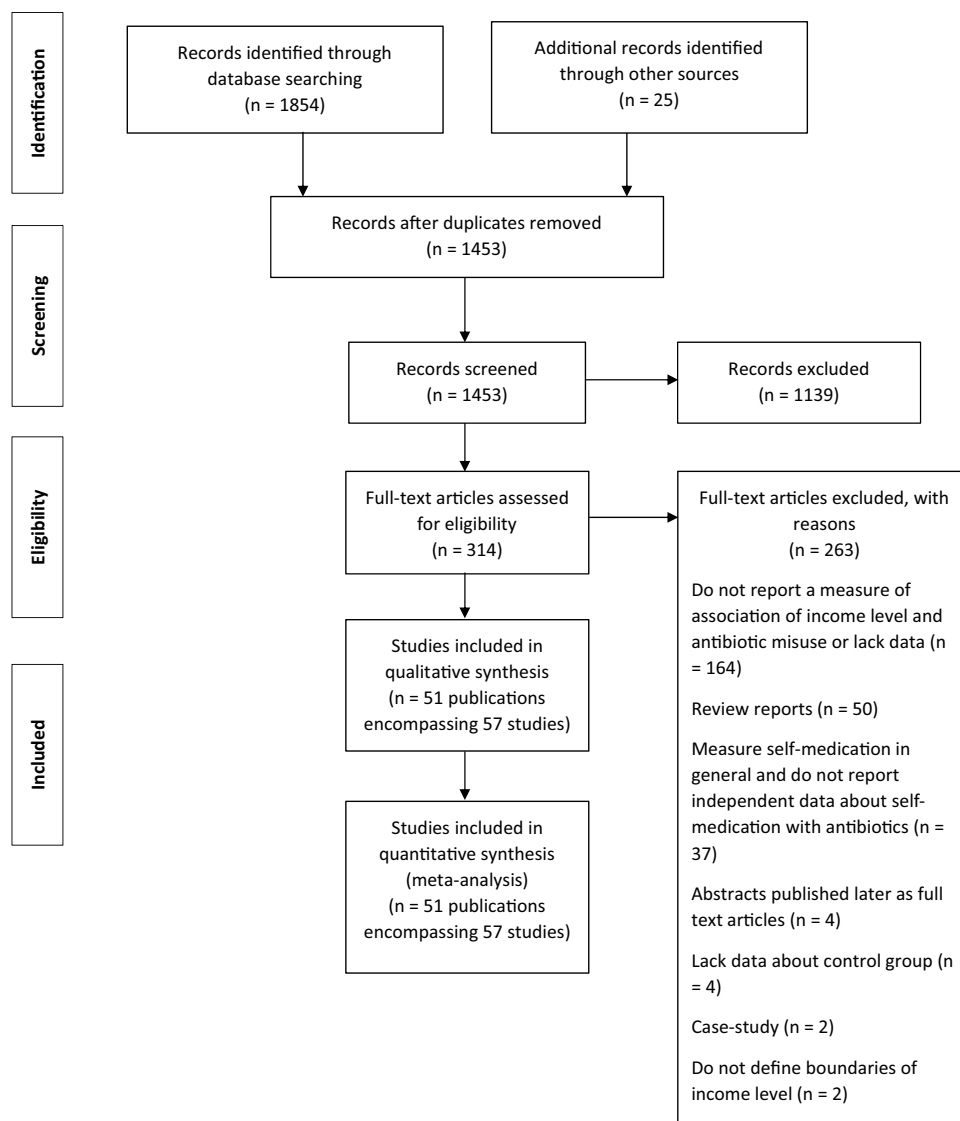 Identification
Records identified through
database searching
(n = 1854)
Additional records identified
through other sources
(n = 25)
Screening
Records after duplicates removed
(n = 1453)
Records screened
(n = 1453)
Records excluded
(n = 1139)
Eligibility
Full-text articles assessed
for eligibility
(n = 314)
Full-text articles excluded, with
reasons
(n = 263)
Do not report a measure of
association of income level and
antibiotic misuse or lack data (n
= 164)
Review reports (n = 50)
Measure self-medication in
general and do not report
independent data about self-
medication with antibiotics (n =
37)
Abstracts published later as full
text articles (n = 4)
Lack data about control group (n
= 4)
Case-study (n = 2)
Do not define boundaries of
income level (n = 2)
Included
Studies included in
qualitative synthesis
(n = 51 publications
encompassing 57 studies)
Studies included in
quantitative synthesis
(meta-analysis)
(n = 51 publications
encompassing 57 studies)